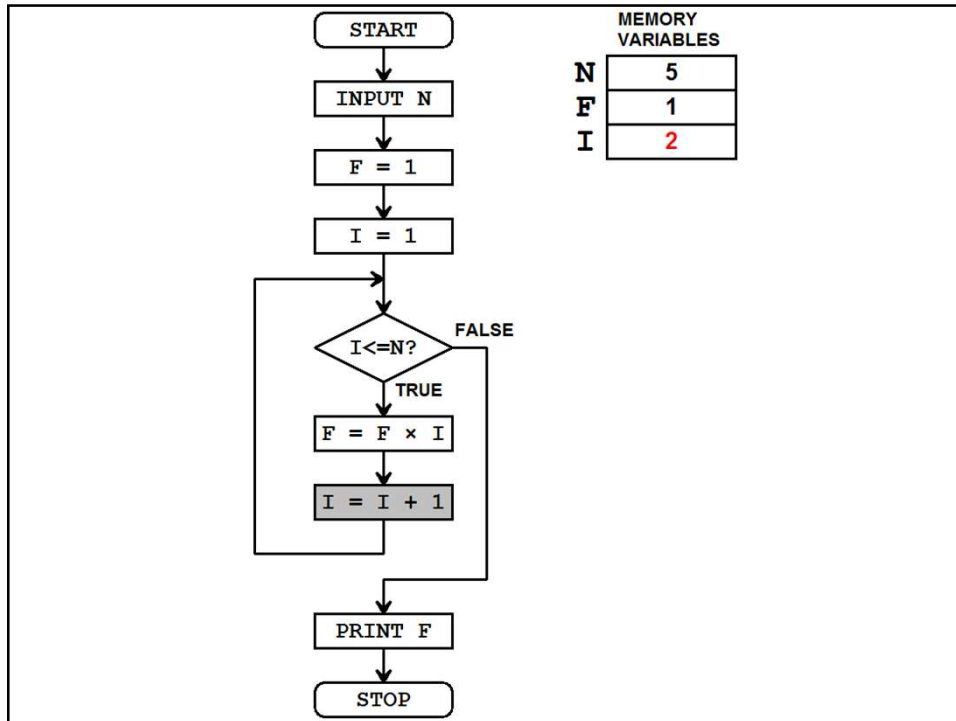 START
INPUT N
F = 1
I = 1
I<=N?
FALSE
TRUE
F = F × I
I = I + 1
PRINT F
STOP
MEMORY
VARIABLES
N 5
F 1
I 2